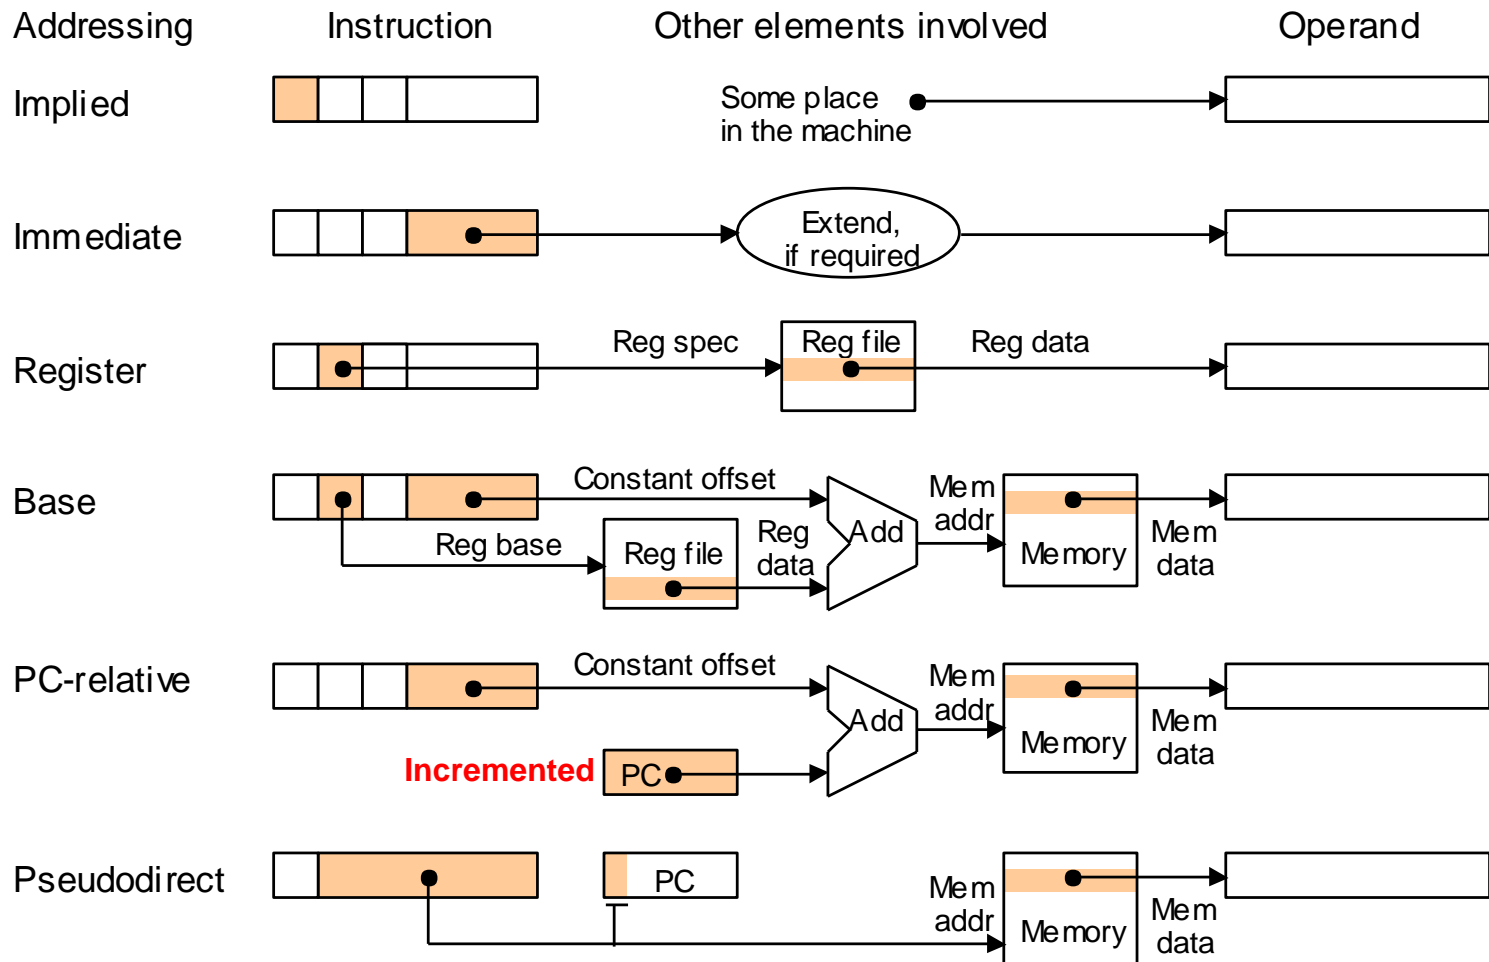 Addressing Instruction Other elements involved Operand
Implied
Some place
in the machine
Immediate
Extend,
if required
Register
Reg spec
Reg file
Reg data
Base
Constant offset
Reg base
Reg file
Reg
data
Add
Mem
addr
Memory
Mem
data
PC-relative
Constant offset
Incremented
PC
Add
Mem
addr
Memory
Mem
data
Pseudodirect
PC
Mem
addr
Memory
Mem
data